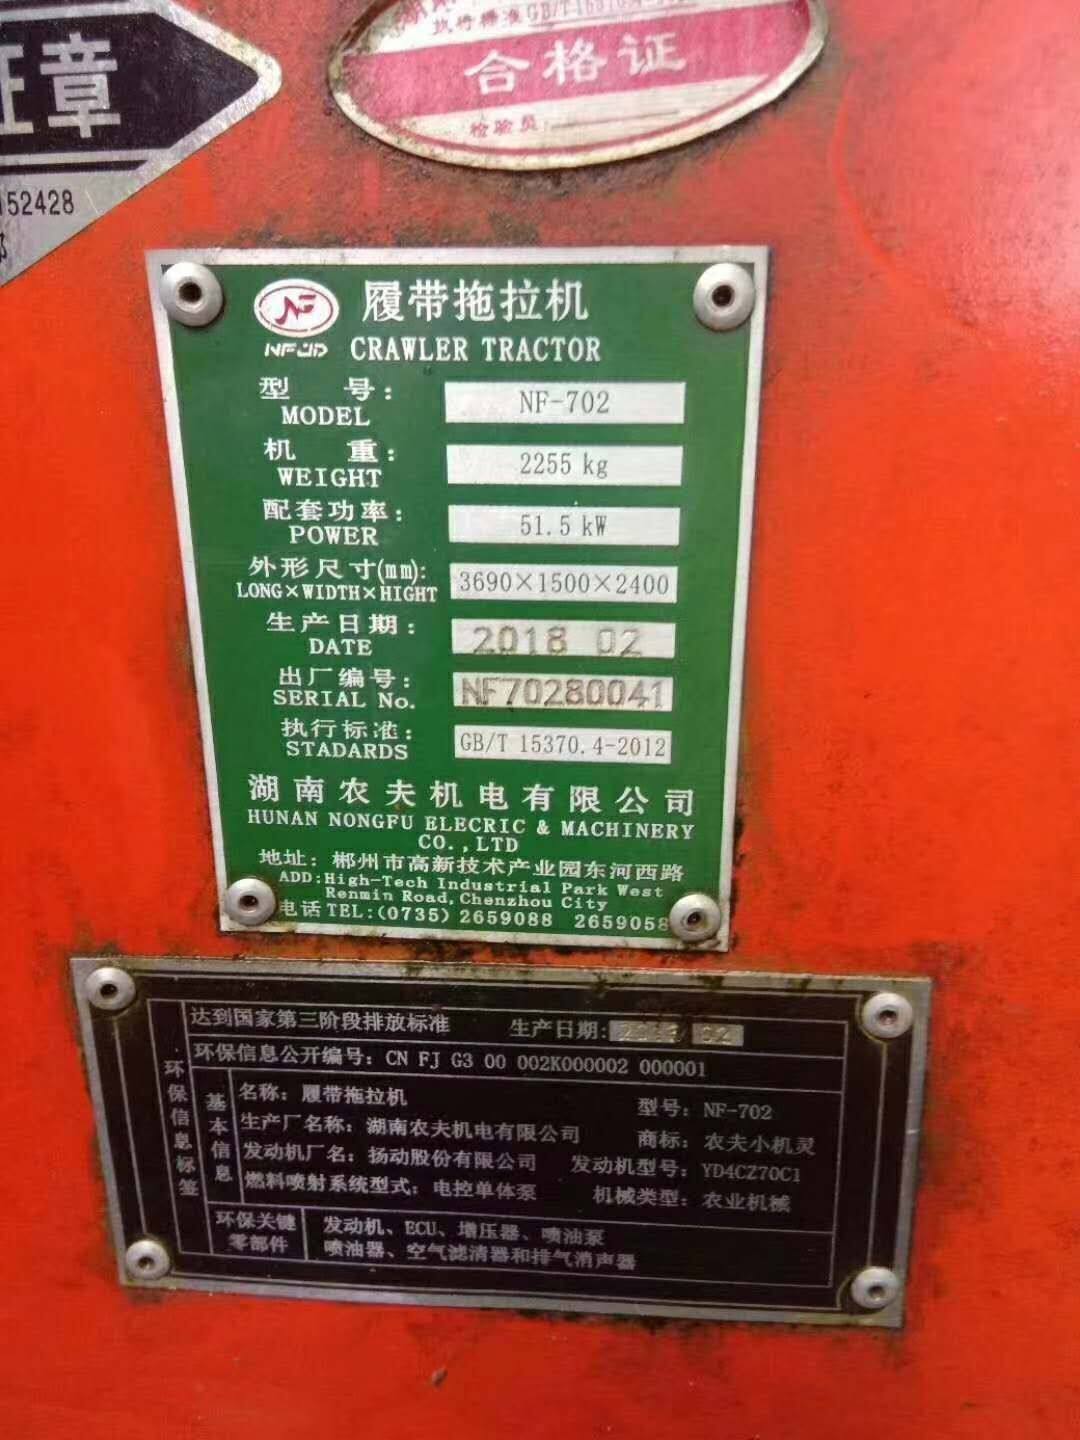 证章
152428
执行标准GB/T15370.4
合格证
检验员:
NFJD
履带拖拉机
CRAWLER TRACTOR
型 号:
MODEL
NF-702
机 重:
WEIGHT
2255 kg
配套功率:
POWER
51.5 kW
外形尺寸(mm):
LONG×WIDTH×HIGHT
3690×1500×2400
生产日期:
DATE
2018 02
出厂编号:
SERIAL No.
NF70280041
执行标准:
STADARDS
GB/T 15370.4-2012
湖南农夫机电有限公司
HUNAN NONGFU ELECRIC & MACHINERY
CO.,LTD
地址: 郴州市高新技术产业园东河西路
ADD:High-Tech Industrial Park West
Renmin Road,Chenzhou City
电话 TEL:(0735) 2659088 2659058
达到国家第三阶段排放标准 生产日期: 2018 02
环保信息公开编号: CN FJ G3 00 002K000002 000001
环保信息标签
基本信息
名称: 履带拖拉机 型号: NF-702
生产厂名称: 湖南农夫机电有限公司 商标: 农夫小机灵
发动机厂名: 扬动股份有限公司 发动机型号: YD4CZ70C1
燃料喷射系统型式: 电控单体泵 机械类型: 农业机械
环保关键
零部件
发动机、ECU、增压器、喷油泵
喷油器、空气滤清器和排气消声器